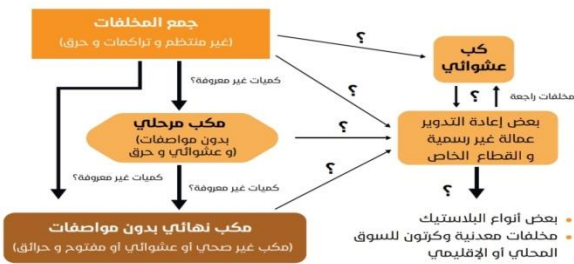 جمع المخلفات
(غير منتظم و تراكمات و حرق)
؟
كب
عشوائي
كميات غير معروفة؟
؟
؟
مخلفات راجعة
مكب مرحلي
بدون مواصفات)
(و عشوائي و حرق
؟
بعض إعادة التدوير
عمالة غير رسمية
و القطاع الخاص
كميات غير معروفة؟
كميات غير معروفة؟
؟
؟
مكب نهائي بدون مواصفات
(مكب غير صحي أو عشوائي أو مفتوح و حرائق)
• بعض أنواع البلاستيك
• مخلفات معدنية وكرتون للسوق
المحلي أو الإقليمي